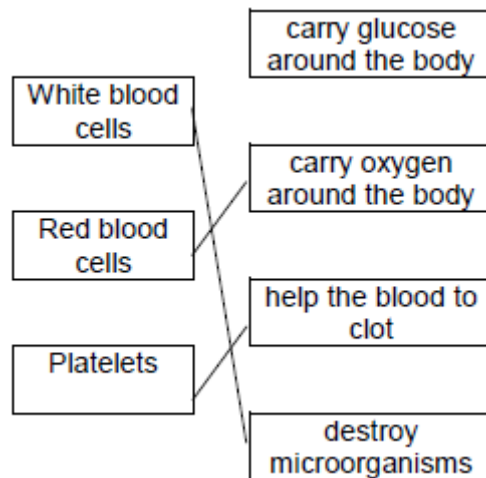 carry glucose
around the body
White blood
cells
carry oxygen
around the body
Red blood
cells
help the blood to
clot
Platelets
destroy
microorganisms